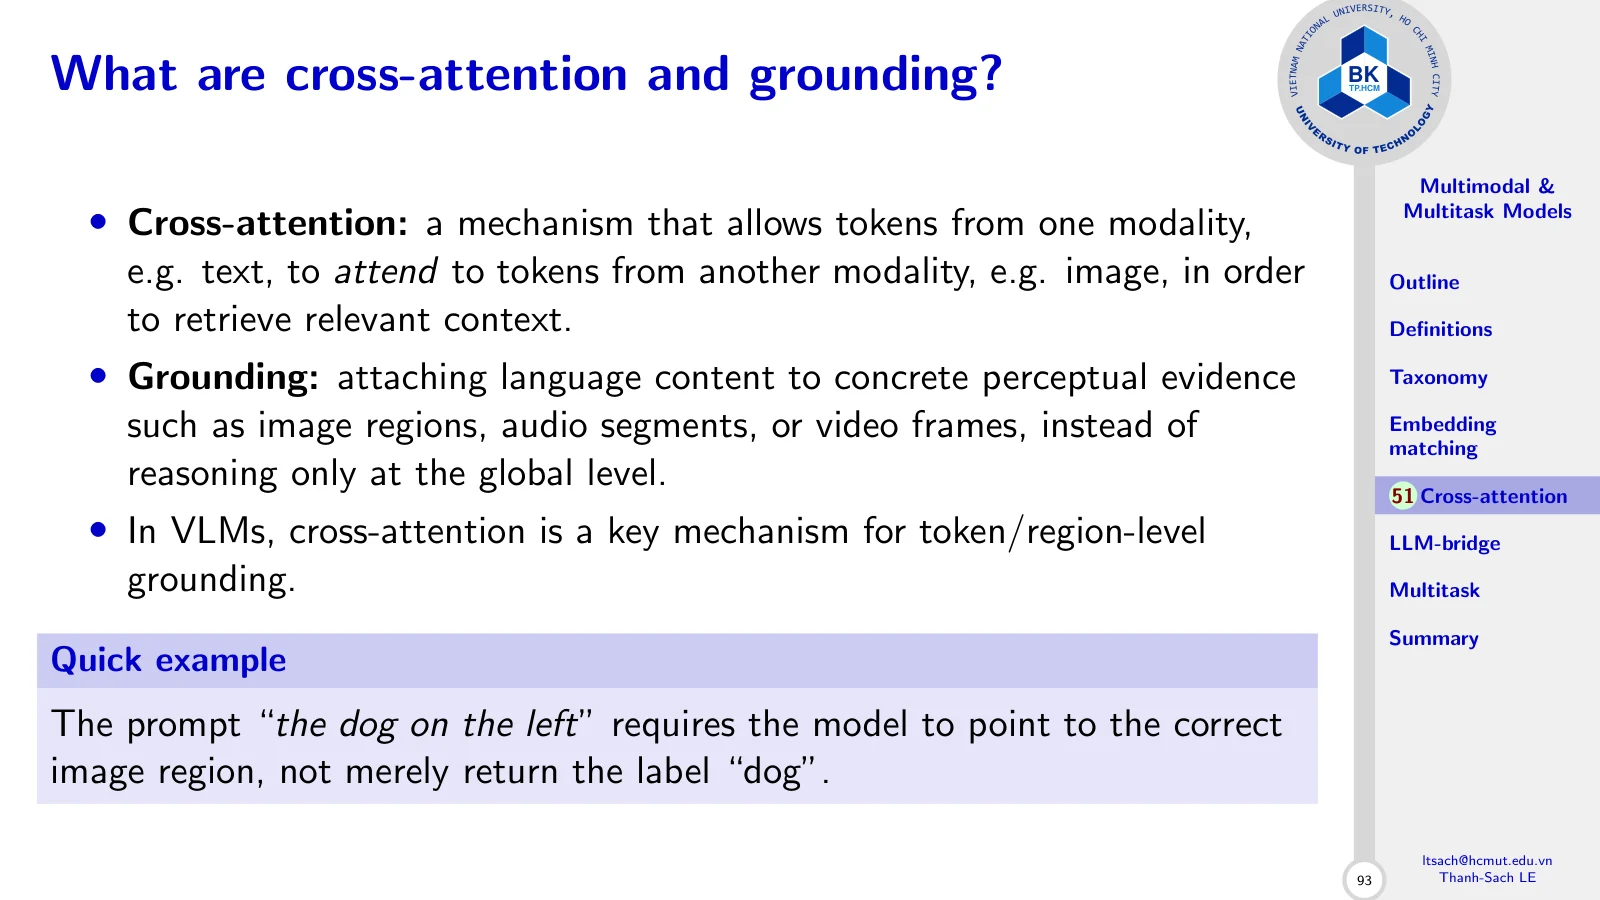 What are cross-attention and grounding?
• Cross-attention: a mechanism that allows tokens from one modality,
e.g. text, to attend to tokens from another modality, e.g. image, in order
to retrieve relevant context.
• Grounding: attaching language content to concrete perceptual evidence
such as image regions, audio segments, or video frames, instead of
reasoning only at the global level.
• In VLMs, cross-attention is a key mechanism for token/region-level
grounding.
Quick example
The prompt “the dog on the left” requires the model to point to the correct
image region, not merely return the label “dog”.
VIETNAM NATIONAL UNIVERSITY, HO CHI MINH CITY
BK
TP.HCM
UNIVERSITY OF TECHNOLOGY
Multimodal &
Multitask Models
Outline
Definitions
Taxonomy
Embedding
matching
51 Cross-attention
LLM-bridge
Multitask
Summary
ltsach@hcmut.edu.vn
Thanh-Sach LE
93